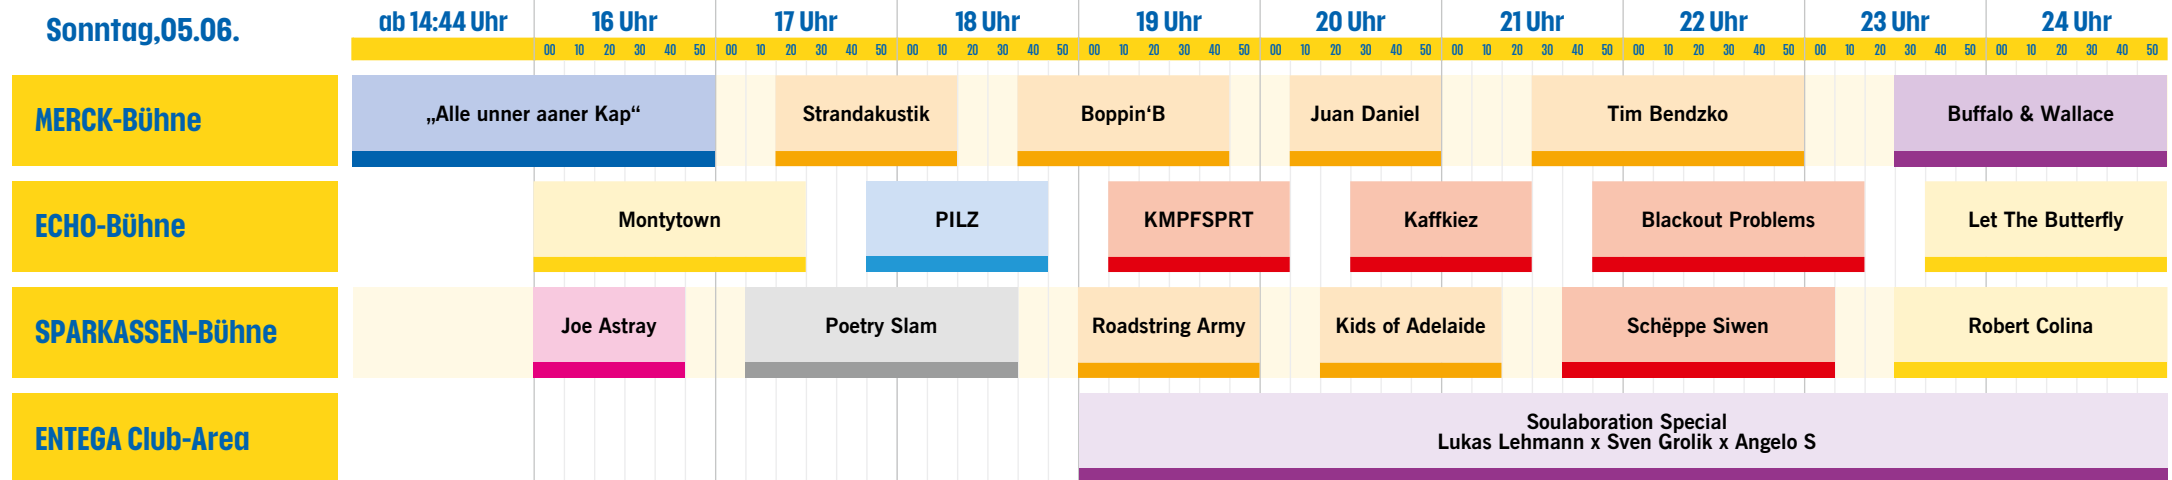 Sonntag,05.06.
ab 14:44 Uhr 16 Uhr 17 Uhr 18 Uhr 19 Uhr 20 Uhr 21 Uhr 22 Uhr 23 Uhr 24 Uhr
00 10 20 30 40 50 00 10 20 30 40 50 00 10 20 30 40 50 00 10 20 30 40 50 00 10 20 30 40 50 00 10 20 30 40 50 00 10 20 30 40 50 00 10 20 30 40 50 00 10 20 30 40 50
MERCK-Bühne „Alle unner aaner Kap“ Strandakustik Boppin‘B Juan Daniel Tim Bendzko Buffalo & Wallace
ECHO-Bühne Montytown PILZ KMPFSPRT Kaffkiez Blackout Problems Let The Butterfly
SPARKASSEN-Bühne Joe Astray Poetry Slam Roadstring Army Kids of Adelaide Schëppe Siwen Robert Colina
ENTEGA Club-Area
Soulaboration Special
Lukas Lehmann x Sven Grolik x Angelo S